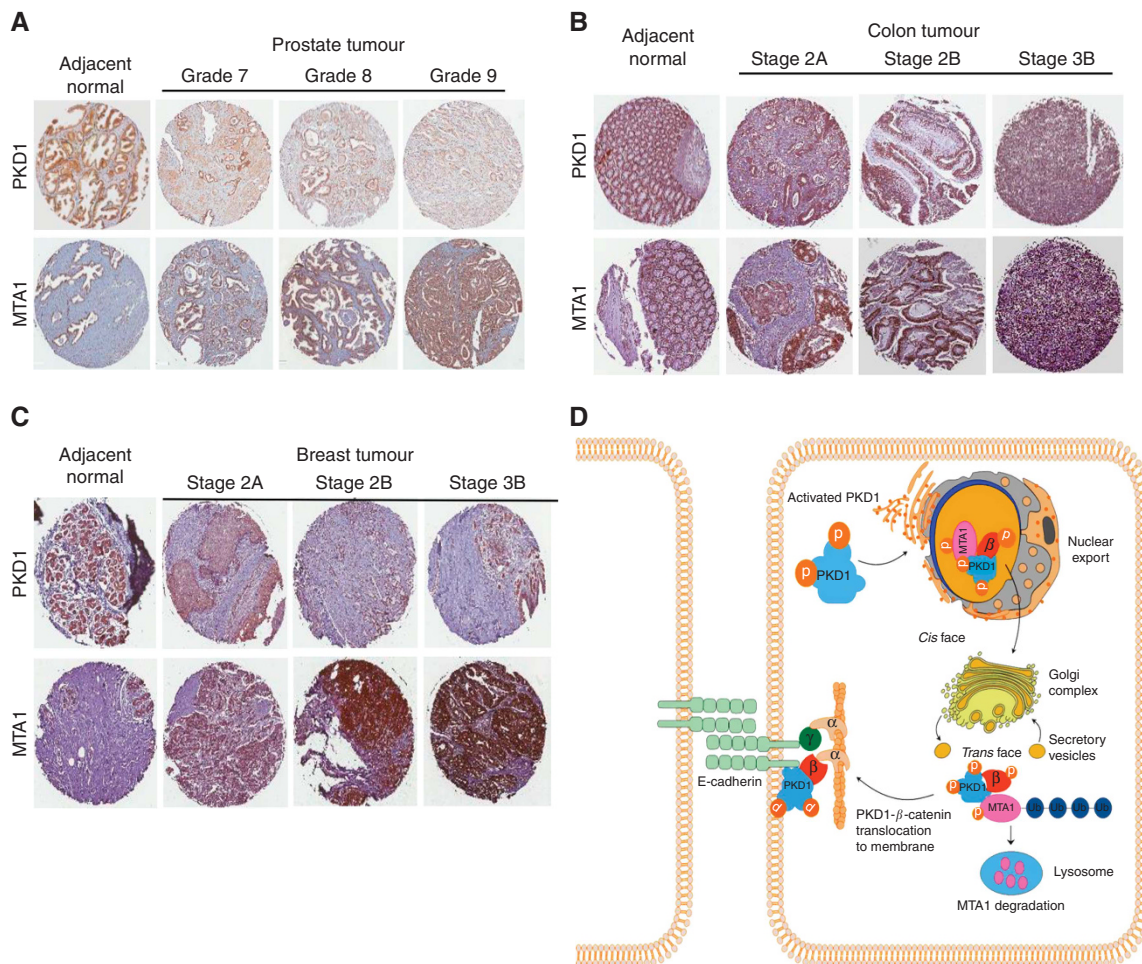 A
Prostate tumour
Adjacent
normal
Grade 7
Grade 8
Grade 9
PKD1
MTA1
B
Colon tumour
Adjacent
normal
Stage 2A
Stage 2B
Stage 3B
PKD1
MTA1
C
Adjacent
normal
Breast tumour
Stage 2A
Stage 2B
Stage 3B
PKD1
MTA1
D
Activated PKD1
p
p
PKD1
p
MTA1
β
p
p
PKD1
p
Nuclear
export
Cis face
Golgi
complex
Secretory
vesicles
Trans face
γ
α
α
β
PKD1
p
p
E-cadherin
PKD1-β-catenin
translocation
to membrane
p
β
p
p
PKD1
p
MTA1
Ub
Ub
Ub
Ub
Lysosome
MTA1 degradation